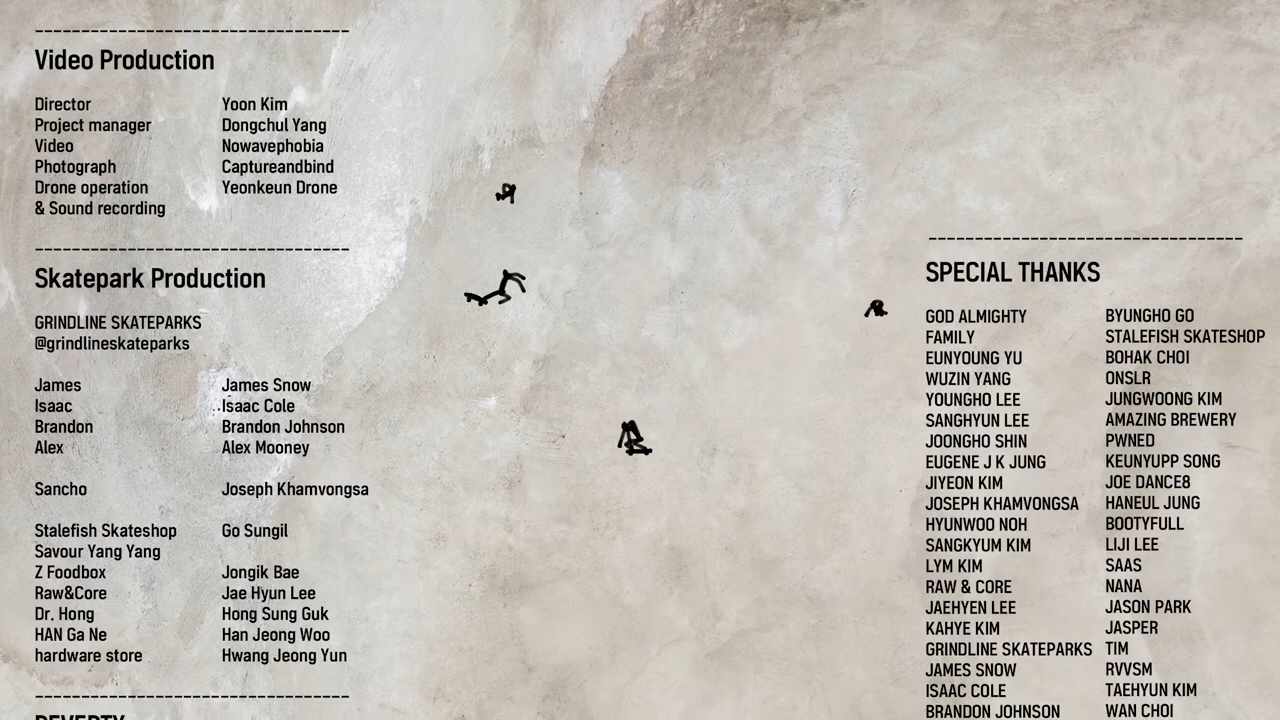 Video Production
Director Yoon Kim
Project manager Dongchul Yang
Video Nowavephobia
Photograph Captureandbind
Drone operation Yeonkeun Drone
& Sound recording
Skatepark Production
GRINDLINE SKATEPARKS
@grindlineskateparks
James James Snow
Isaac Isaac Cole
Brandon Brandon Johnson
Alex Alex Mooney
Sancho Joseph Khamvongsa
Stalefish Skateshop Go Sungil
Savour Yang Yang
Z Foodbox Jongik Bae
Raw&Core Jae Hyun Lee
Dr. Hong Hong Sung Guk
HAN Ga Ne Han Jeong Woo
hardware store Hwang Jeong Yun
SPECIAL THANKS
GOD ALMIGHTY BYUNGHO GO
FAMILY STALEFISH SKATESHOP
EUNYOUNG YU BOHAK CHOI
WUZIN YANG ONSLR
YOUNGHO LEE JUNGWOONG KIM
SANGHYUN LEE AMAZING BREWERY
JOONGHO SHIN PWNED
EUGENE J K JUNG KEUNYUPP SONG
JIYEON KIM JOE DANCE8
JOSEPH KHAMVONGSA HANEUL JUNG
HYUNWOO NOH BOOTYFULL
SANGKYUM KIM LIJI LEE
LYM KIM SAAS
RAW & CORE NANA
JAEHYEN LEE JASON PARK
KAHYE KIM JASPER
GRINDLINE SKATEPARKS TIM
JAMES SNOW RVVSM
ISAAC COLE TAEHYUN KIM
BRANDON JOHNSON WAN CHOI